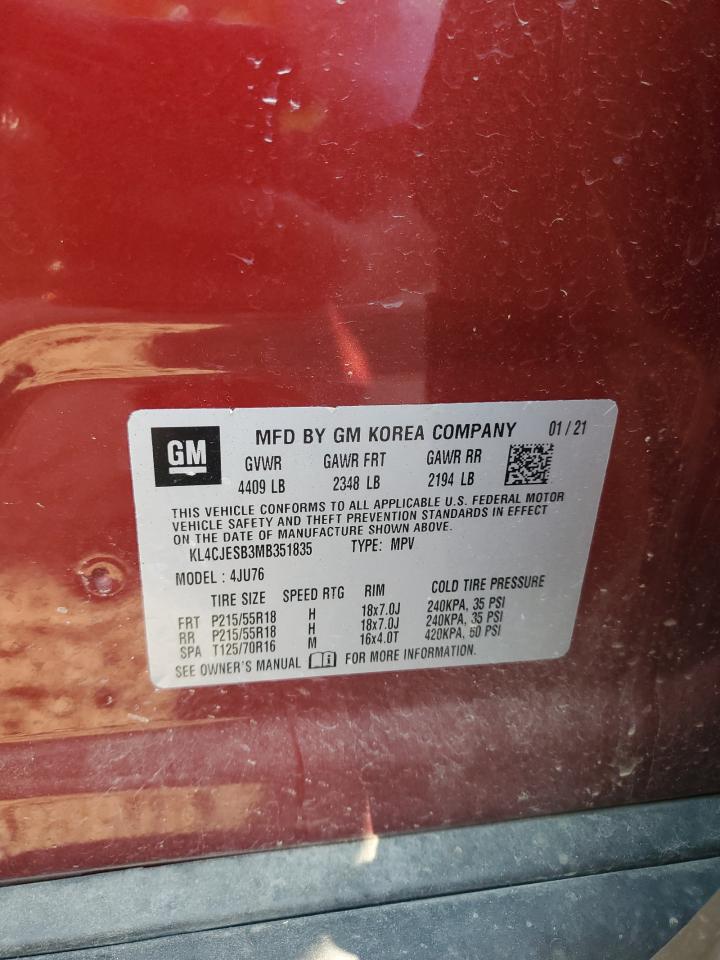 GM
MFD BY GM KOREA COMPANY 01 / 21
GVWR GAWR FRT GAWR RR
4409 LB 2348 LB 2194 LB
THIS VEHICLE CONFORMS TO ALL APPLICABLE U.S. FEDERAL MOTOR
VEHICLE SAFETY AND THEFT PREVENTION STANDARDS IN EFFECT
ON THE DATE OF MANUFACTURE SHOWN ABOVE.
KL4CJESB3MB351835 TYPE: MPV
MODEL : 4JU76
TIRE SIZE SPEED RTG RIM COLD TIRE PRESSURE
FRT P215/55R18 H 18x7.0J 240KPA, 35 PSI
RR P215/55R18 H 18x7.0J 240KPA, 35 PSI
SPA T125/70R16 M 16x4.0T 420KPA, 60 PSI
SEE OWNER'S MANUAL FOR MORE INFORMATION.